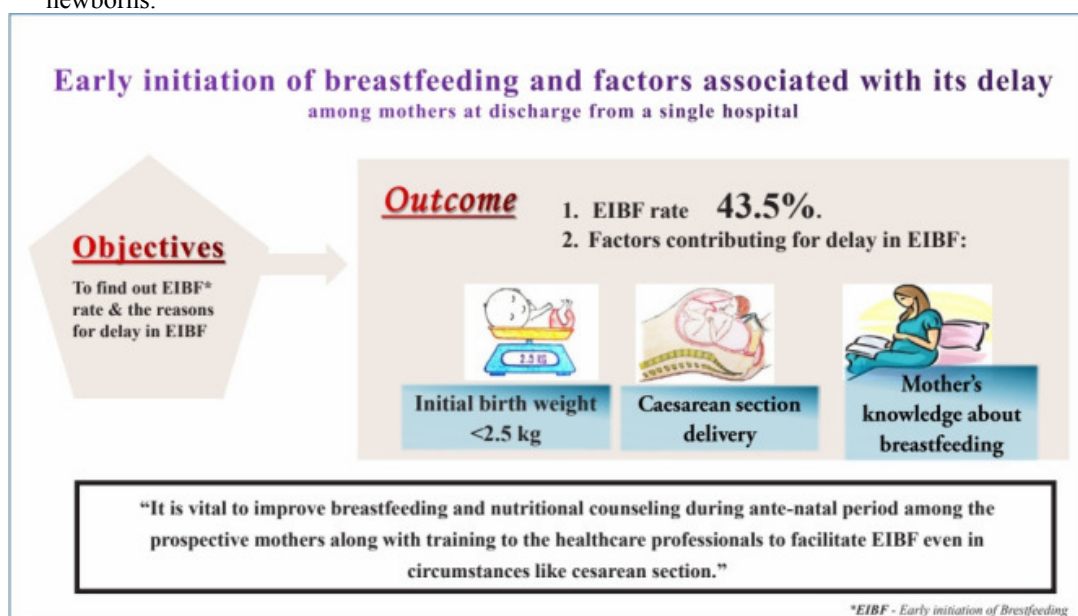 newborns.
Early initiation of breastfeeding and factors associated with its delay
among mothers at discharge from a single hospital
Objectives
To find out EIBF*
rate & the reasons
for delay in EIBF
Outcome
1. EIBF rate 43.5%.
2. Factors contributing for delay in EIBF:
2.5 KG
Initial birth weight
<2.5 kg
Caesarean section
delivery
Mother's
knowledge about
breastfeeding
“It is vital to improve breastfeeding and nutritional counseling during ante-natal period among the
prospective mothers along with training to the healthcare professionals to facilitate EIBF even in
circumstances like cesarean section.”
*EIBF - Early initiation of Brestfeeding